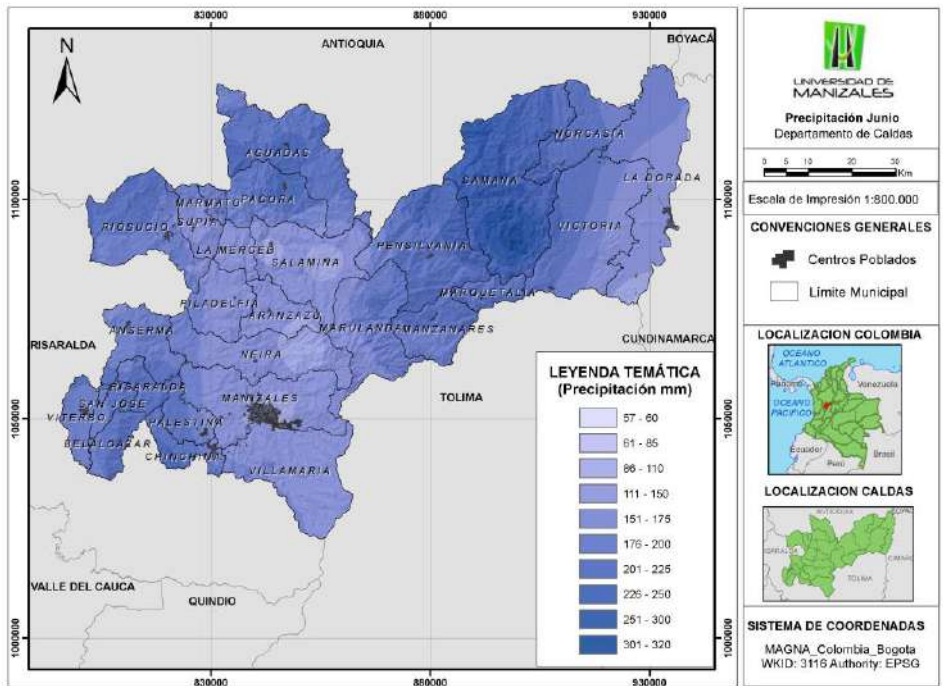 830000 880000 930000
N
ANTIOQUIA
BOYACÁ
AGUADAS
NORCASIA
SAMANA
LA DORADA
MARMATO
PACORA
RIOSUCIO
SUPIA
VICTORIA
PENSILVANIA
LA MERCED
SALAMINA
MARQUETALIA
FILADELFIA
ARANZAZU
MARULANDA
MANZANARES
ANSERMA
RISARALDA
CUNDINAMARCA
NEIRA
RISARALDA
SAN JOSE
MANIZALES
TOLIMA
VITERBO
PALESTINA
BELALCAZAR
CHINCHINA
VILLAMARIA
VALLE DEL CAUCA
QUINDIO
1100000
1050000
1000000
1100000
1050000
1000000
830000 880000 930000
LEYENDA TEMÁTICA
(Precipitación mm)
57 - 60
61 - 85
86 - 110
111 - 150
151 - 175
176 - 200
201 - 225
226 - 250
251 - 300
301 - 320
UNIVERSIDAD DE
MANIZALES
Precipitación Junio
Departamento de Caldas
0 5 10 20 30
Km
Escala de Impresión 1:800.000
CONVENCIONES GENERALES
Centros Poblados
Límite Municipal
LOCALIZACION COLOMBIA
OCEANO
ATLANTICO
Panamá
Venezuela
OCEANO
PACIFICO
Ecuador
Perú
Brasil
LOCALIZACION CALDAS
ANTIOQUIA
TOLIMA
SISTEMA DE COORDENADAS
MAGNA_Colombia_Bogota
WKID: 3116 Authority: EPSG